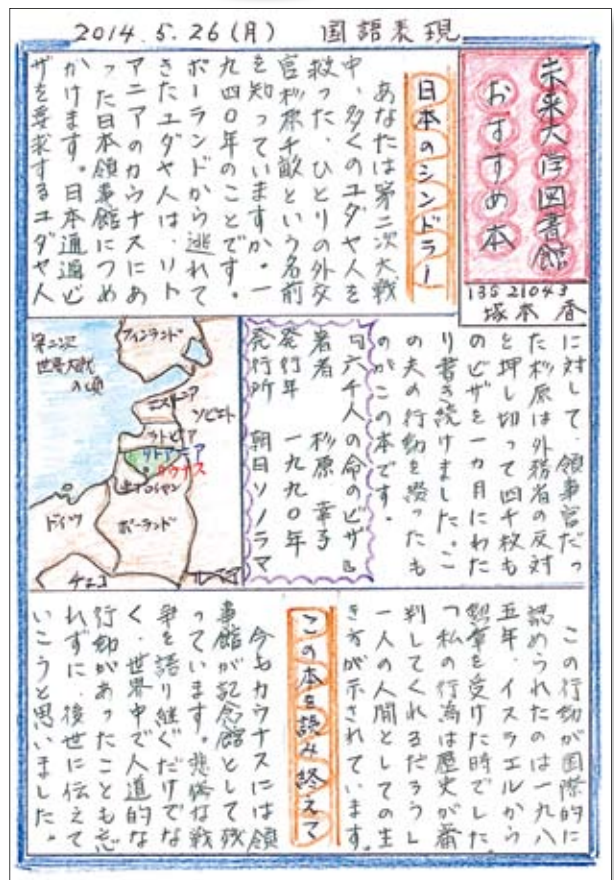 2014.5.26(月) 国語表現
未来大学図書館
おすすめ本
13521043
塚本 香
日本のシンドラー
あなたは第二次大戦
中、多くのユダヤ人を
救った、ひとりの外交
官杉原千畝という名前
を知っていますか。一
九四〇年のことです。
ポーランドから逃れて
きたユダヤ人は、リト
アニアのカウナスにあ
った日本領事館につめ
かけます。日本通過ビ
ザを要求するユダヤ人
に対して、領事官だっ
た杉原は外務省の反対
を押し切って四千枚も
のビザを一カ月にわた
り書き続けました。こ
の夫の行動を綴ったも
のがこの本です。
『六千人の命のビザ』
著者 杉原 幸子
発行年 一九九〇年
発行所 朝日ソノラマ
第二次
世界大戦
の頃
フィンランド
エストニア
ソビエト
ラトビア
リトアニア
カウナス
東プロイセン
ドイツ
ポーランド
チェコ
この行動が国際的に
認められたのは一九八
五年、イスラエルから
勲章を受けた時でした。
「私の行為は歴史が審
判してくれるだろう」と
一人の人間としての生
き方が示されています。
この本を読み終えて
今もカウナスには領
事館が記念館として残
っています。悲惨な戦
争を語り継ぐだけでな
く、世界中で人道的な
行動があったことも忘
れずに、後世に伝えて
いこうと思いました。